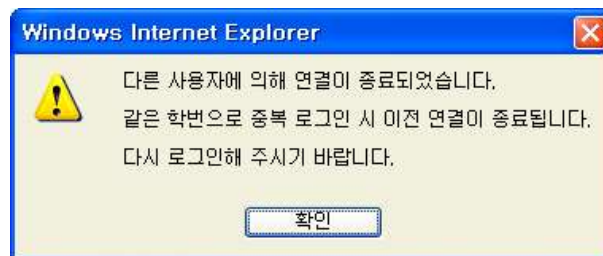 Windows Internet Explorer
다른 사용자에 의해 연결이 종료되었습니다.
같은 학번으로 중복 로그인 시 이전 연결이 종료됩니다.
다시 로그인해 주시기 바랍니다.
확인